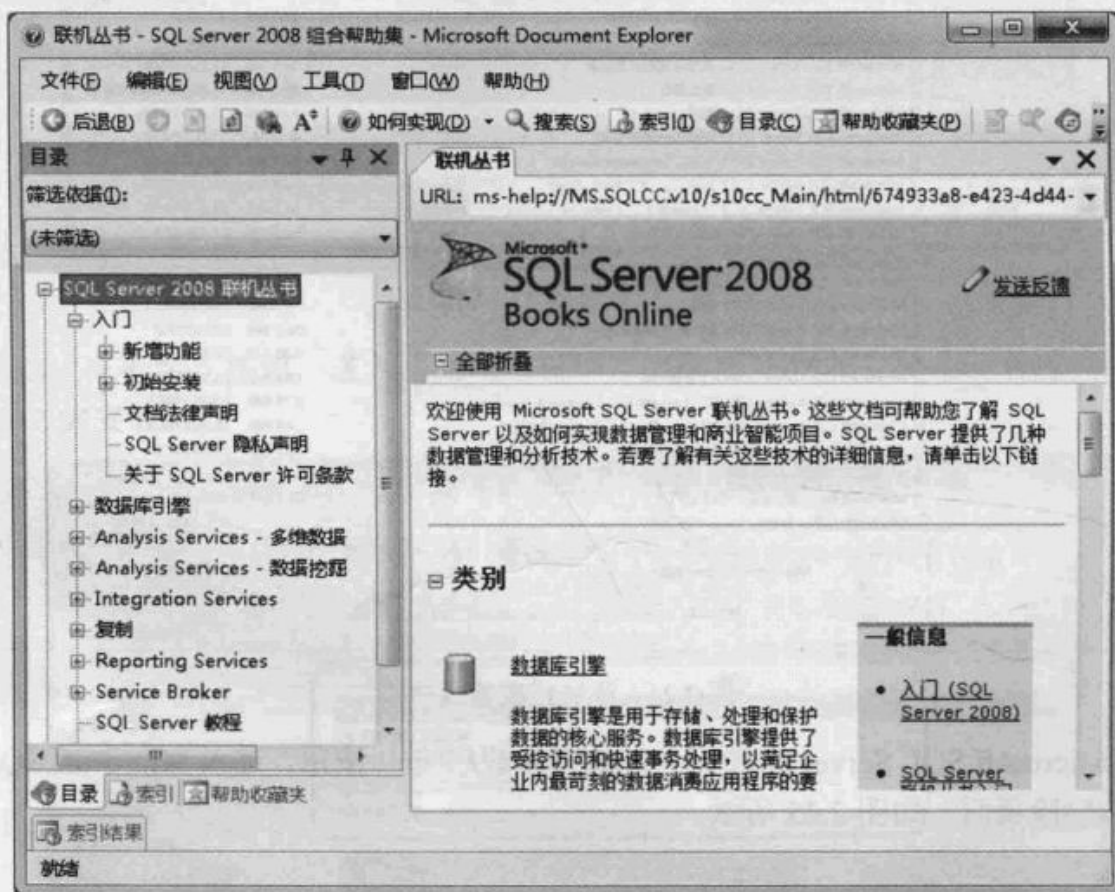 联机丛书 - SQL Server 2008 组合帮助集 - Microsoft Document Explorer
文件(F) 编辑(E) 视图(V) 工具(T) 窗口(W) 帮助(H)
后退(B) 如何实现(D) 搜索(S) 索引(I) 目录(C) 帮助收藏夹(P)
目录
筛选依据(I):
(未筛选)
SQL Server 2008 联机丛书
入门
新增功能
初始安装
文档法律声明
SQL Server 隐私声明
关于 SQL Server 许可条款
数据库引擎
Analysis Services - 多维数据
Analysis Services - 数据挖掘
Integration Services
复制
Reporting Services
Service Broker
SQL Server 教程
目录 索引 帮助收藏夹
索引结果
就绪
联机丛书
URL: ms-help://MS.SQLCC.v10/s10cc_Main/html/674933a8-e423-4d44-
Microsoft
SQL Server 2008
Books Online
发送反馈
全部折叠
欢迎使用 Microsoft SQL Server 联机丛书。这些文档可帮助您了解 SQL
Server 以及如何实现数据管理和商业智能项目。SQL Server 提供了几种
数据管理和分析技术。若要了解有关这些技术的详细信息，请单击以下链
接。
类别
数据库引擎
数据库引擎是用于存储、处理和保护
数据的核心服务。数据库引擎提供了
受控访问和快速事务处理，以满足企
业内最苛刻的数据消费应用程序的要
一般信息
入门 (SQL
Server 2008)
SQL Server